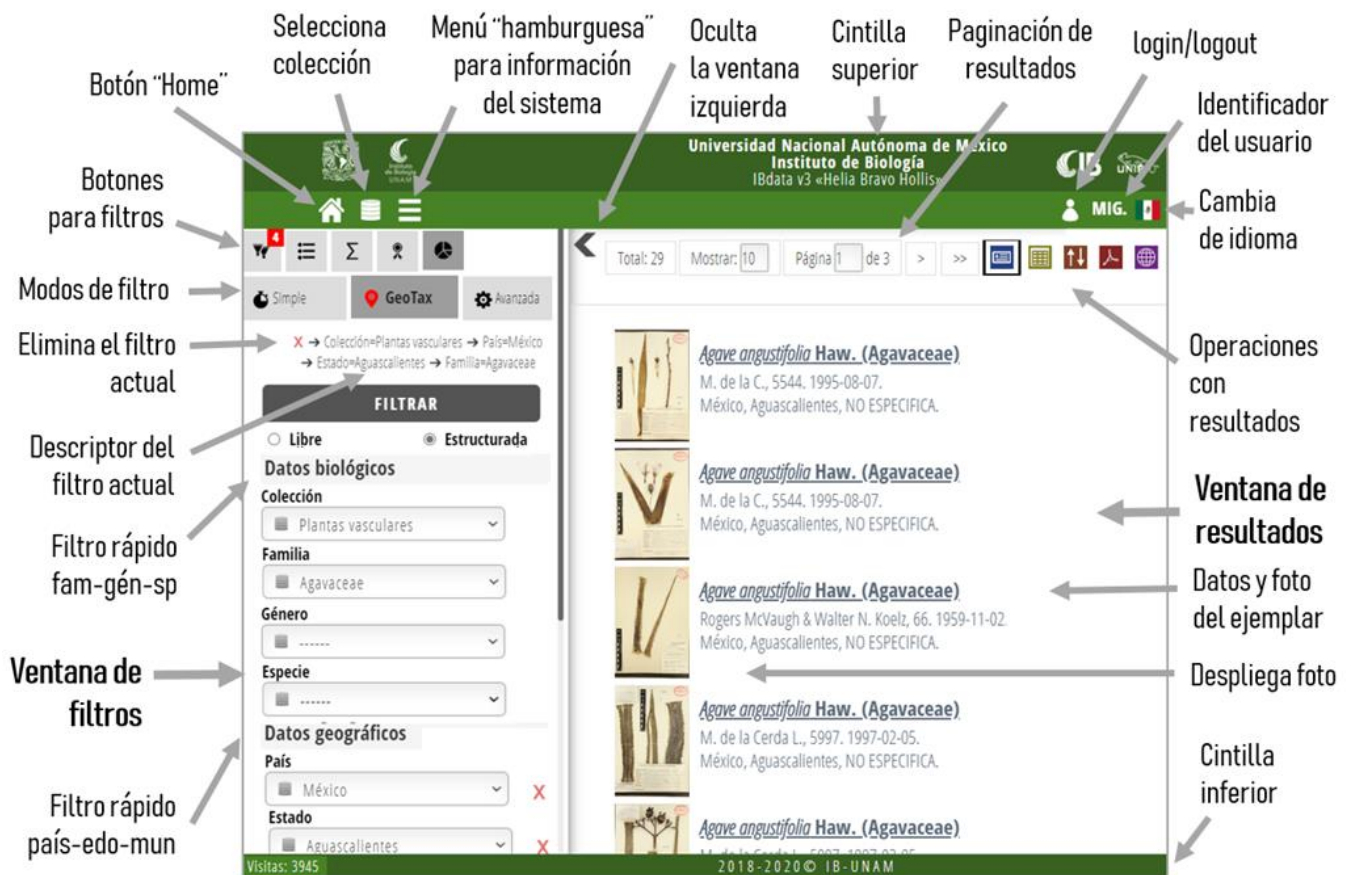 Selecciona
colección
Menú “hamburguesa”
para información
del sistema
Oculta
la ventana
izquierda
Cintilla
superior
Paginación de
resultados
login/logout
Botón “Home”
Identificador
del usuario
Botones
para filtros
Cambia
de idioma
Modos de filtro
Elimina el filtro
actual
Descriptor del
filtro actual
Filtro rápido
fam-gén-sp
Ventana de
filtros
Filtro rápido
país-edo-mun
Operaciones
con
resultados
Ventana de
resultados
Datos y foto
del ejemplar
Despliega foto
Cintilla
inferior
Universidad Nacional Autónoma de México
Instituto de Biología
IBdata v3 «Helia Bravo Hollis»
CIB
MIG.
4
Simple
GeoTax
Avanzada
X → Colección=Plantas vasculares → País=México
→ Estado=Aguascalientes → Familia=Agavaceae
FILTRAR
Libre
Estructurada
Datos biológicos
Colección
Plantas vasculares
Familia
Agavaceae
Género
------
Especie
------
Datos geográficos
País
México
X
Estado
Aguascalientes
X
Total: 29
Mostrar: 10
Página 1 de 3
>
>>
Agave angustifolia Haw. (Agavaceae)
M. de la C., 5544. 1995-08-07.
México, Aguascalientes, NO ESPECIFICA.
Agave angustifolia Haw. (Agavaceae)
M. de la C., 5544. 1995-08-07.
México, Aguascalientes, NO ESPECIFICA.
Agave angustifolia Haw. (Agavaceae)
Rogers McVaugh & Walter N. Koelz, 66. 1959-11-02.
México, Aguascalientes, NO ESPECIFICA.
Agave angustifolia Haw. (Agavaceae)
M. de la Cerda L., 5997. 1997-02-05.
México, Aguascalientes, NO ESPECIFICA.
Agave angustifolia Haw. (Agavaceae)
Visitas: 3945
2018-2020© IB-UNAM